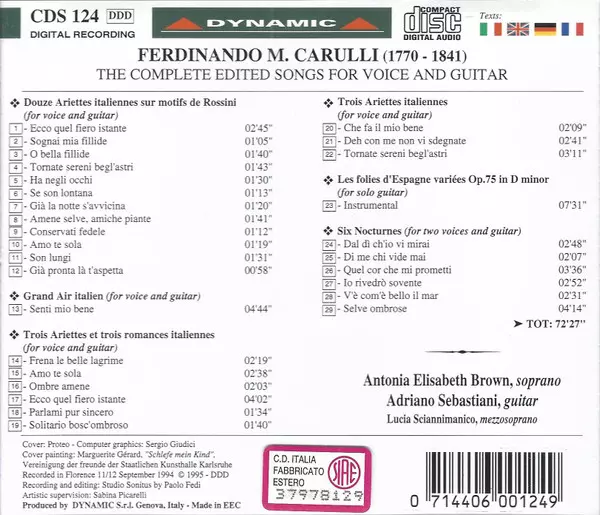 CDS 124 DDD
DIGITAL RECORDING
DYNAMIC
COMPACT
disc
DIGITAL AUDIO
Texts:
FERDINANDO M. CARULLI (1770 - 1841)
THE COMPLETE EDITED SONGS FOR VOICE AND GUITAR
❖ Douze Ariettes italiennes sur motifs de Rossini
(for voice and guitar)
1 - Ecco quel fiero istante 02'45"
2 - Sognai mia fillide 01'05"
3 - O bella fillide 01'40"
4 - Tornate sereni begl'astri 01'43"
5 - Ha negli occhi 01'30"
6 - Se son lontana 01'13"
7 - Già la notte s'avvicina 01'20"
8 - Amene selve, amiche piante 01'41"
9 - Conservati fedele 01'12"
10 - Amo te sola 01'19"
11 - Son lungi 01'31"
12 - Già pronta là t'aspetta 00'58"
❖ Grand Air italien (for voice and guitar)
13 - Senti mio bene 04'44"
❖ Trois Ariettes et trois romances italiennes
(for voice and guitar)
14 - Frena le belle lagrime 02'19"
15 - Amo te sola 02'38"
16 - Ombre amene 02'03"
17 - Ecco quel fiero istante 04'02"
18 - Parlami pur sincero 01'34"
19 - Solitario bosc'ombroso 01'40"
❖ Trois Ariettes italiennes
(for voice and guitar)
20 - Che fa il mio bene 02'09"
21 - Deh con me non vi sdegnate 02'41"
22 - Tornate sereni begl'astri 03'11"
❖ Les folies d'Espagne variées Op.75 in D minor
(for solo guitar)
23 - Instrumental 07'31"
❖ Six Nocturnes (for two voices and guitar)
24 - Dal dì ch'io vi mirai 02'48"
25 - Di me chi vide mai 02'07"
26 - Quel cor che mi prometti 03'36"
27 - Io rivedrò sovente 02'52"
28 - V'è com'è bello il mar 02'31"
29 - Selve ombrose 04'14"
➤ TOT: 72'27"
Antonia Elisabeth Brown, soprano
Adriano Sebastiani, guitar
Lucia Sciannimanico, mezzosoprano
Cover: Proteo - Computer graphics: Sergio Giudici
Cover painting: Marguerite Gérard, "Schlefe mein Kind".
Vereinigung der freunde der Staatlichen Kunsthalle Karlsruhe
Recorded in Florence 11/12 September 1994 © 1995 - DDD
Recording and editing: Studio Sonitus by Paolo Fedi
Artistic supervision: Sabina Picarelli
Produced by DYNAMIC S.r.l. Genova, Italy - Made in EEC
C.D. ITALIA
FABBRICATO
ESTERO
SIAE
37978129
0 714406 001249